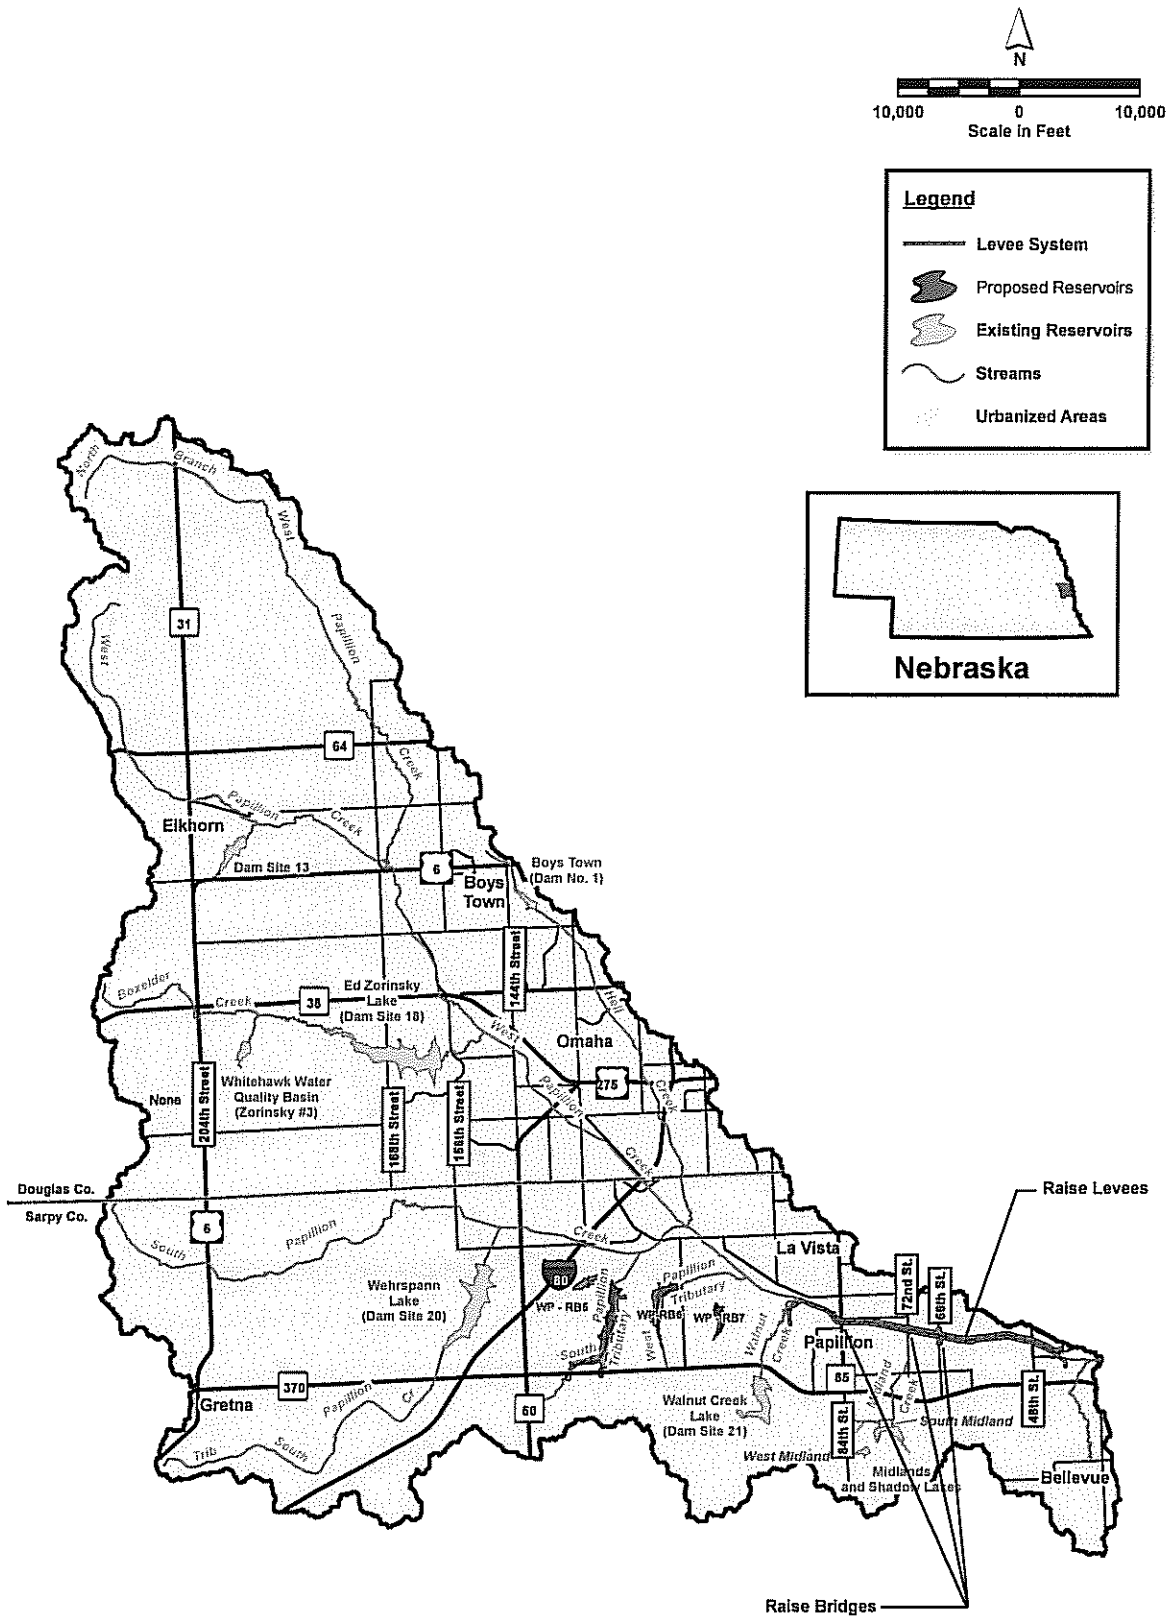 N
10,000 0 10,000
Scale in Feet
Legend
Levee System
Proposed Reservoirs
Existing Reservoirs
Streams
Urbanized Areas
Nebraska
North
Branch
West
Papillion
Creek
31
West
64
Papillion
Creek
Elkhorn
Dam Site 13
6
Boys Town
(Dam No. 1)
Boys
Town
144th Street
Boxelder
Creek
38
Ed Zorinsky
Lake
(Dam Site 18)
Hell
Creek
West
Papillion
Creek
Omaha
275
Whitehawk Water
Quality Basin
(Zorinsky #3)
None
204th Street
168th Street
156th Street
Douglas Co.
Sarpy Co.
6
South
Papillion
Creek
Raise Levees
La Vista
72nd St.
69th St.
80
Wehrspann
Lake
(Dam Site 20)
WP - RB5
South
Papillion
Tributary
WP-RB6
West
Papillion
Tributary
WP - RB7
Walnut
Creek
Papillion
85
370
Gretna
Papillion
Cr
South
Trib
60
Walnut Creek
Lake
(Dam Site 21)
Midland
Creek
South Midland
48th St.
84th St.
West Midland
Midlands
and Shadow Lakes
Bellevue
Raise Bridges